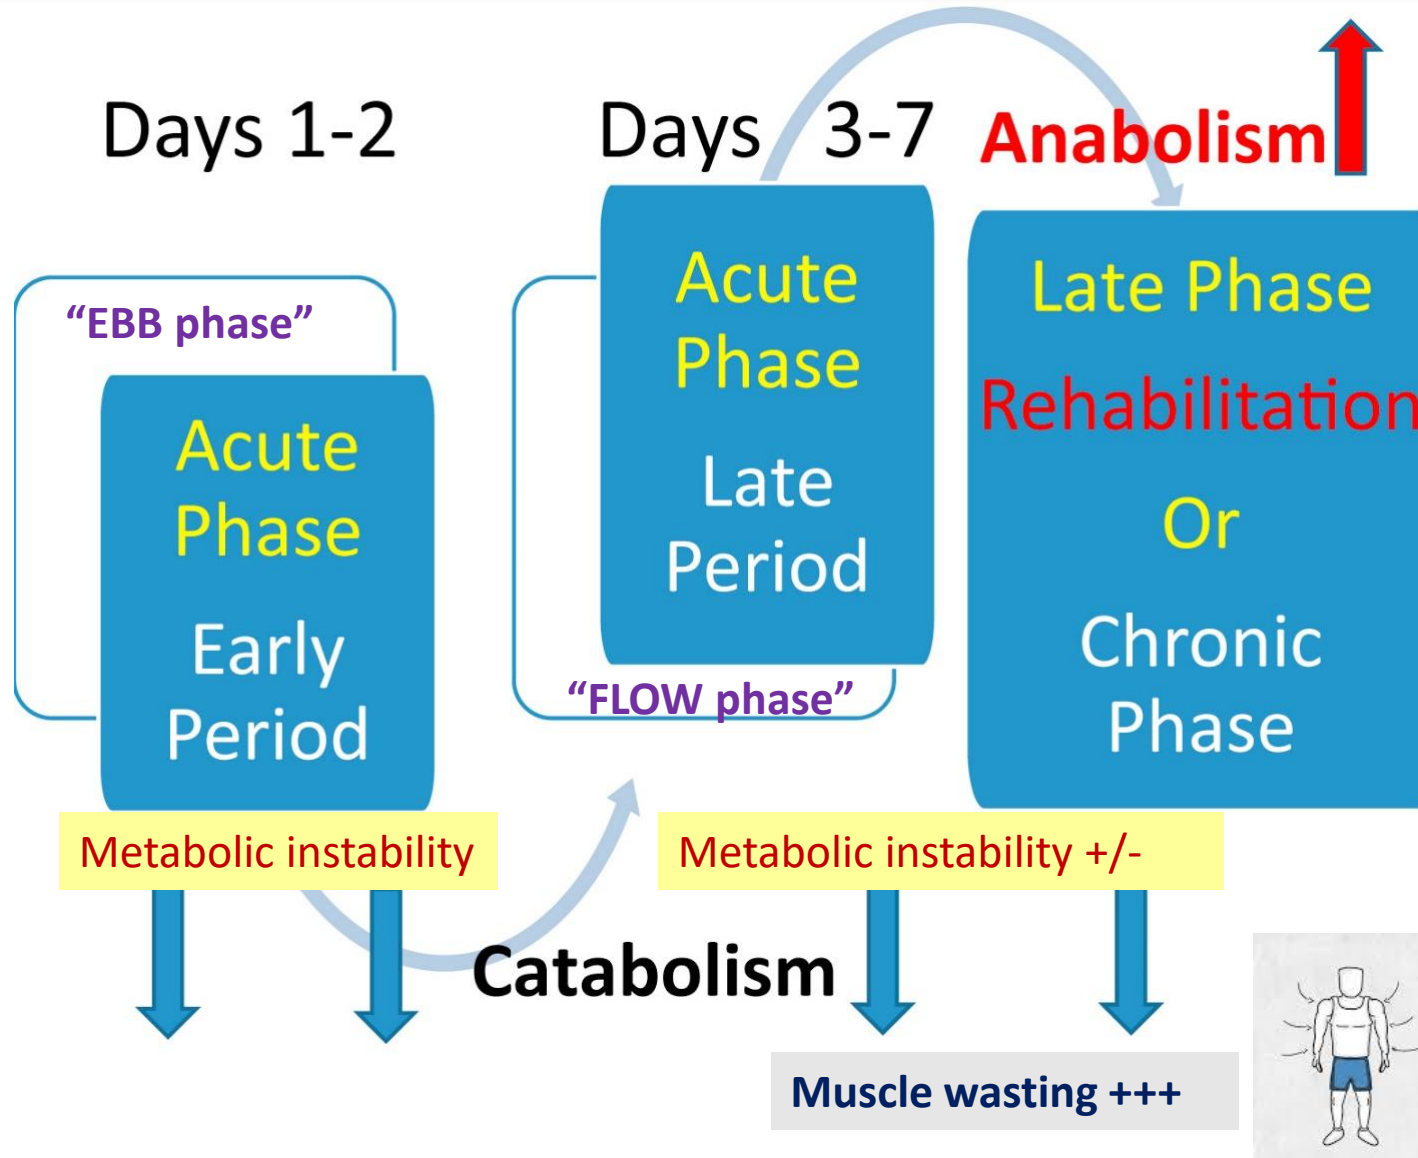 Days 1-2
“EBB phase”
Acute
Phase
Early
Period
Metabolic instability
Days 3-7
Acute
Phase
Late
Period
“FLOW phase”
Metabolic instability +/-
Anabolism
Late Phase
Rehabilitation
Or
Chronic
Phase
Catabolism
Muscle wasting +++